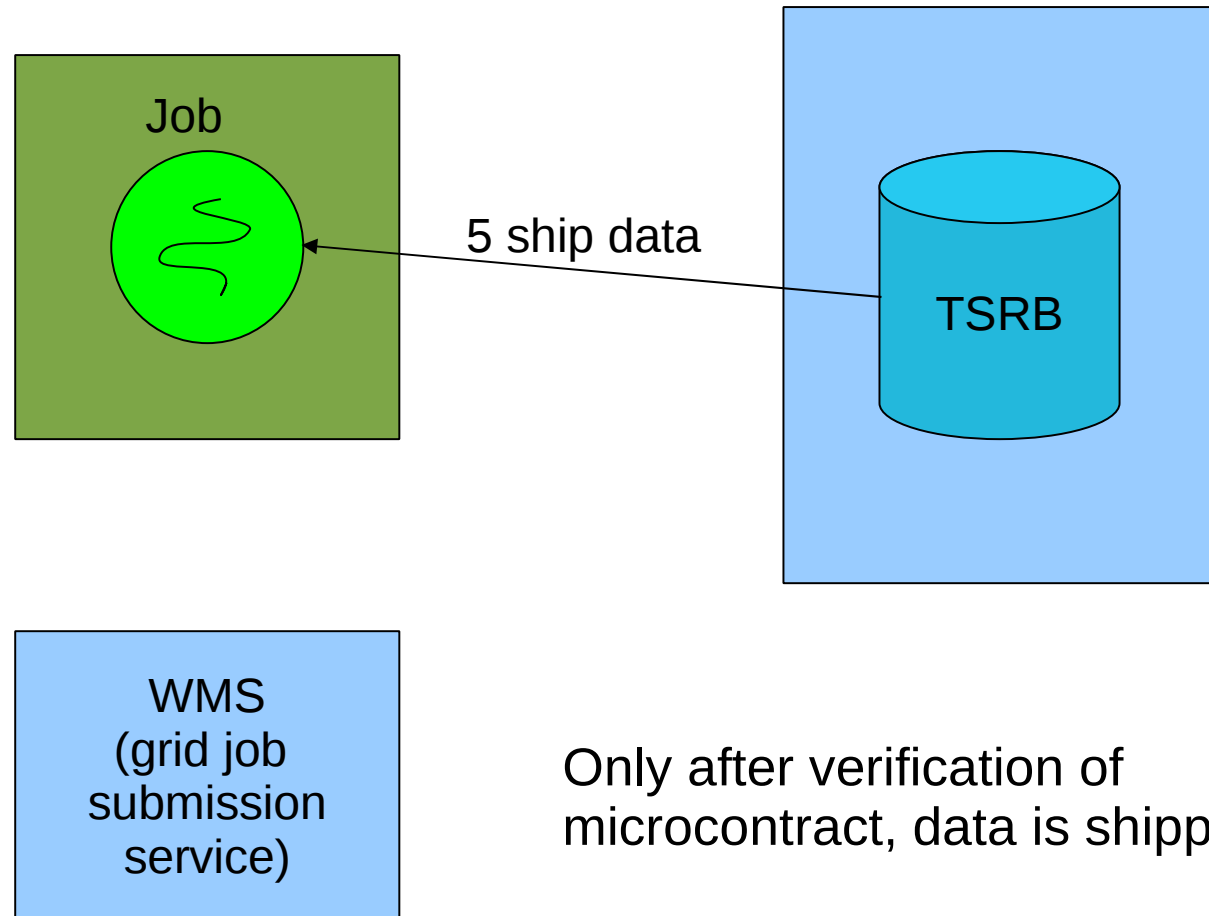 Job
5 ship data
TSRB
WMS
(grid job
submission
service)
Only after verification of
microcontract, data is shipp